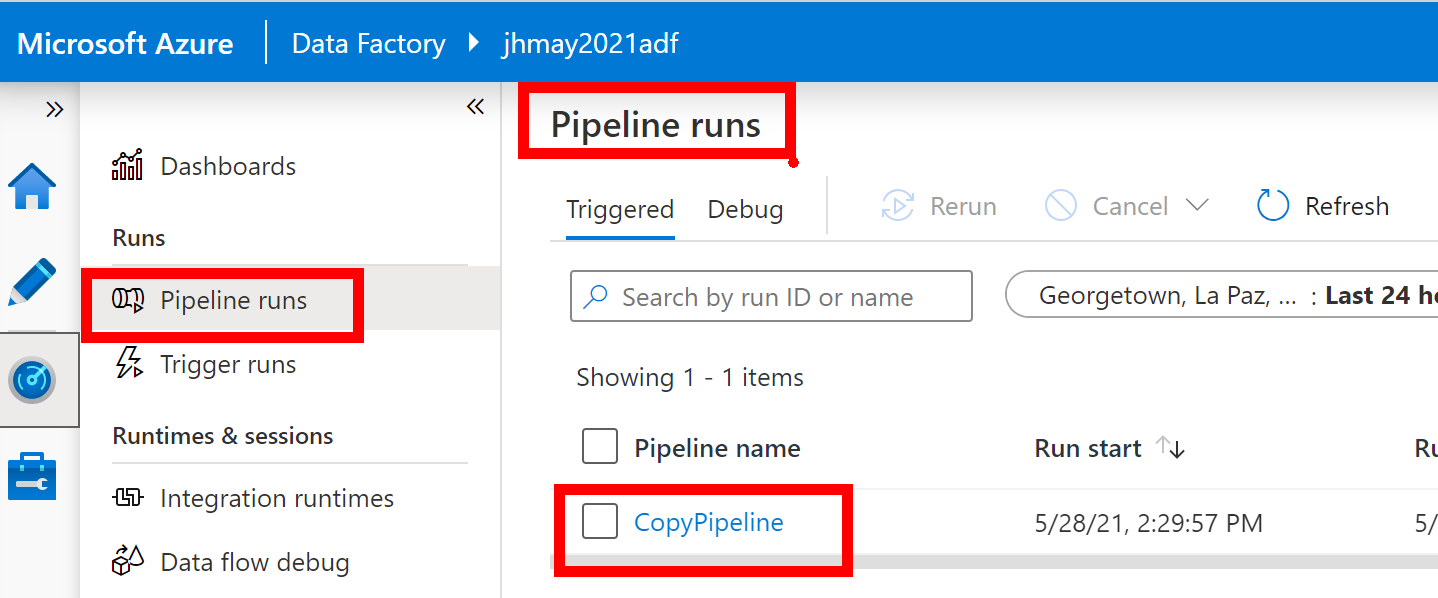 Microsoft Azure Data Factory jhmay2021adf
Dashboards
Runs
Pipeline runs
Trigger runs
Runtimes & sessions
Integration runtimes
Data flow debug
Pipeline runs
Triggered Debug Rerun Cancel Refresh
Search by run ID or name Georgetown, La Paz, ... : Last 24 h
Showing 1 - 1 items
Pipeline name Run start
CopyPipeline 5/28/21, 2:29:57 PM 5/